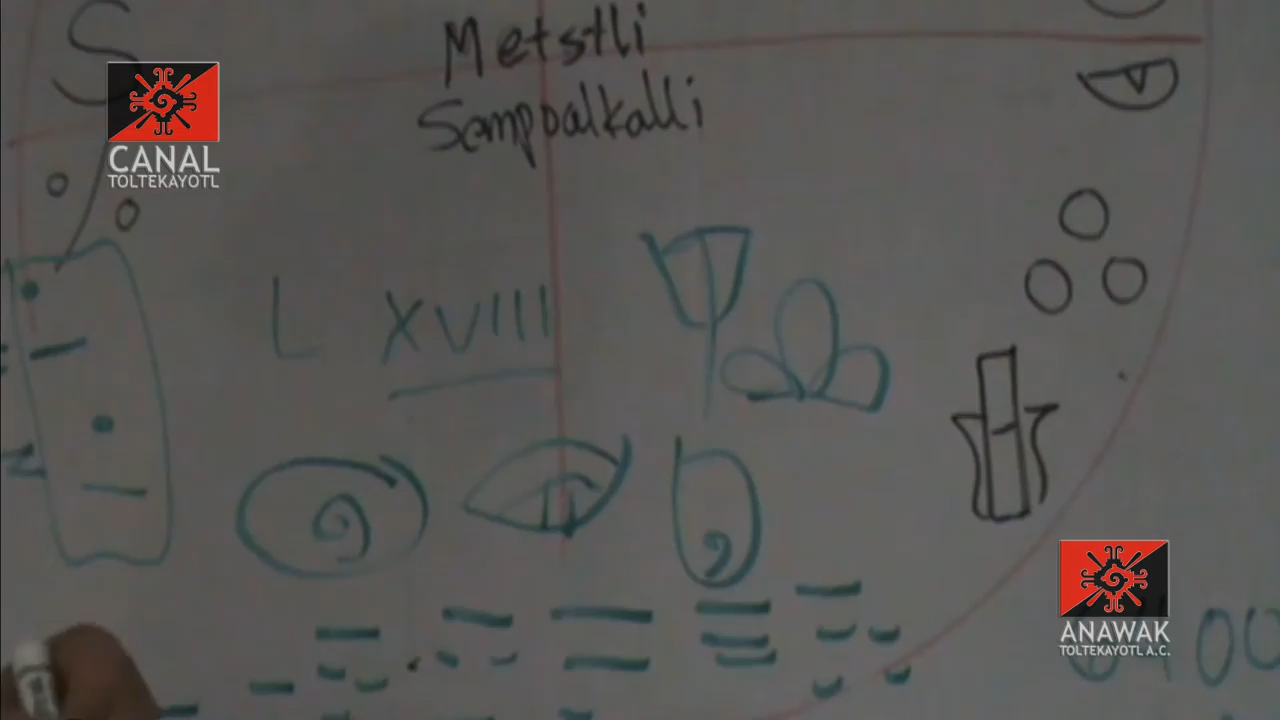 S
Metstli
Sempoalkalli
CANAL
TOLTEKAYOTL
L XVIII
ANAWAK
TOLTEKAYOTL A.C.